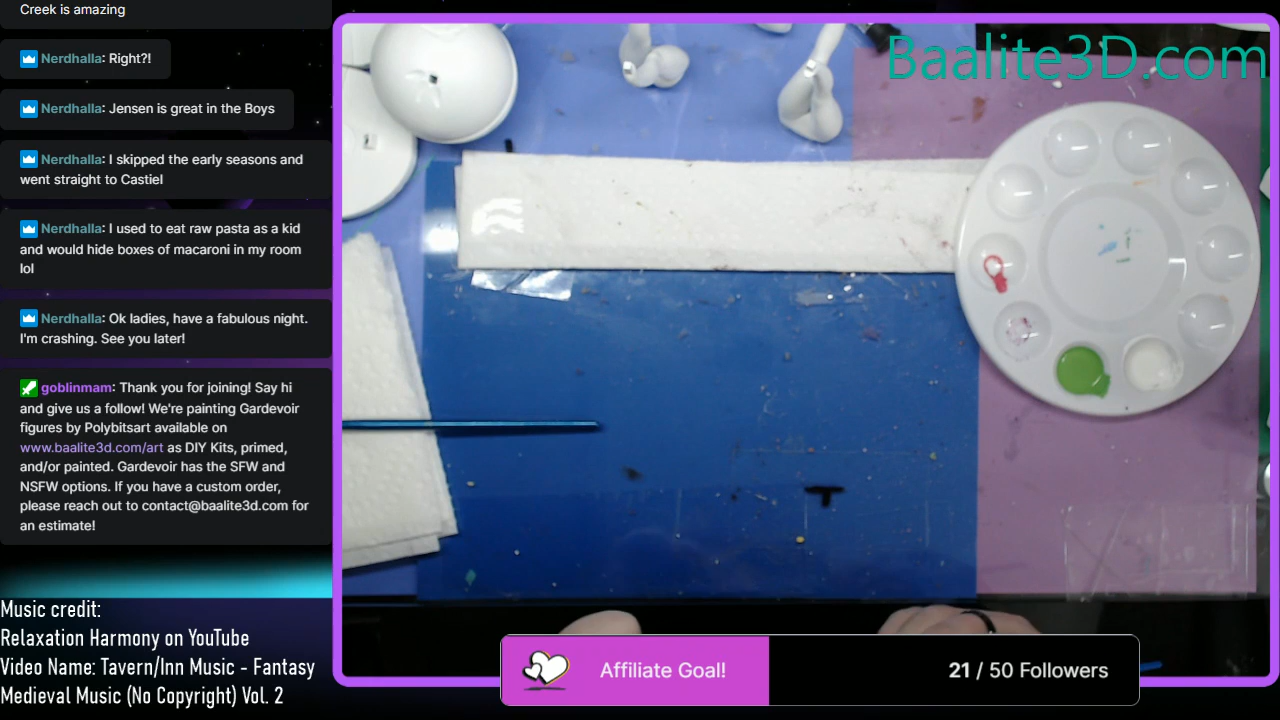 Creek is amazing
Nerdhalla: Right?!
Nerdhalla: Jensen is great in the Boys
Nerdhalla: I skipped the early seasons and
went straight to Castiel
Nerdhalla: I used to eat raw pasta as a kid
and would hide boxes of macaroni in my room
lol
Nerdhalla: Ok ladies, have a fabulous night.
I'm crashing. See you later!
goblinmam: Thank you for joining! Say hi
and give us a follow! We're painting Gardevoir
figures by Polybitsart available on
www.baalite3d.com/art as DIY Kits, primed,
and/or painted. Gardevoir has the SFW and
NSFW options. If you have a custom order,
please reach out to contact@baalite3d.com for
an estimate!
Music credit:
Relaxation Harmony on YouTube
Video Name: Tavern/Inn Music - Fantasy
Medieval Music (No Copyright) Vol. 2
Baalite3D.com
Affiliate Goal!
21 / 50 Followers